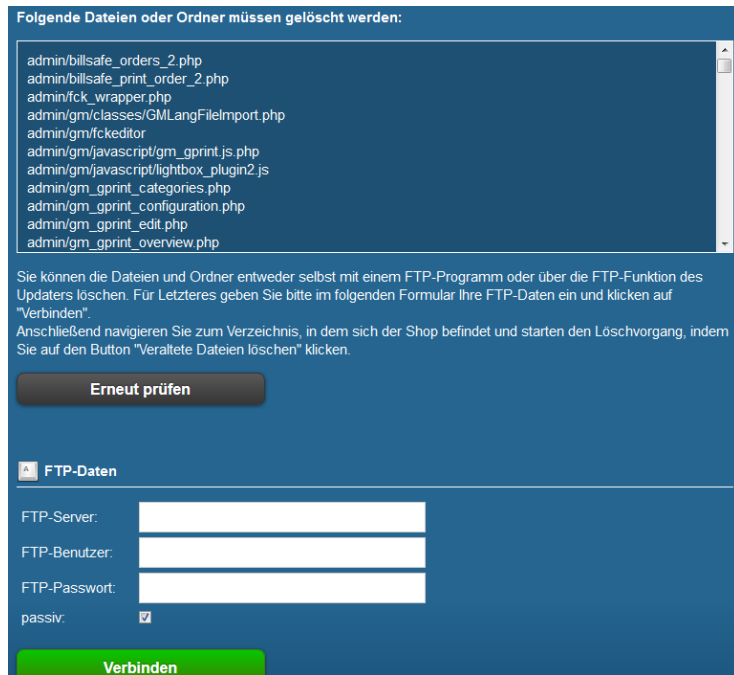 Folgende Dateien oder Ordner müssen gelöscht werden:
admin/billsafe_orders_2.php
admin/billsafe_print_order_2.php
admin/fck_wrapper.php
admin/gm/classes/GMLangFileImport.php
admin/gm/fckeditor
admin/gm/javascript/gm_gprint.js.php
admin/gm/javascript/lightbox_plugin2.js
admin/gm_gprint_categories.php
admin/gm_gprint_configuration.php
admin/gm_gprint_edit.php
admin/gm_gprint_overview.php
Sie können die Dateien und Ordner entweder selbst mit einem FTP-Programm oder über die FTP-Funktion des
Updaters löschen. Für Letzteres geben Sie bitte im folgenden Formular Ihre FTP-Daten ein und klicken auf
"Verbinden".
Anschließend navigieren Sie zum Verzeichnis, in dem sich der Shop befindet und starten den Löschvorgang, indem
Sie auf den Button "Veraltete Dateien löschen" klicken.
Erneut prüfen
A FTP-Daten
FTP-Server:
FTP-Benutzer:
FTP-Passwort:
passiv:
Verbinden